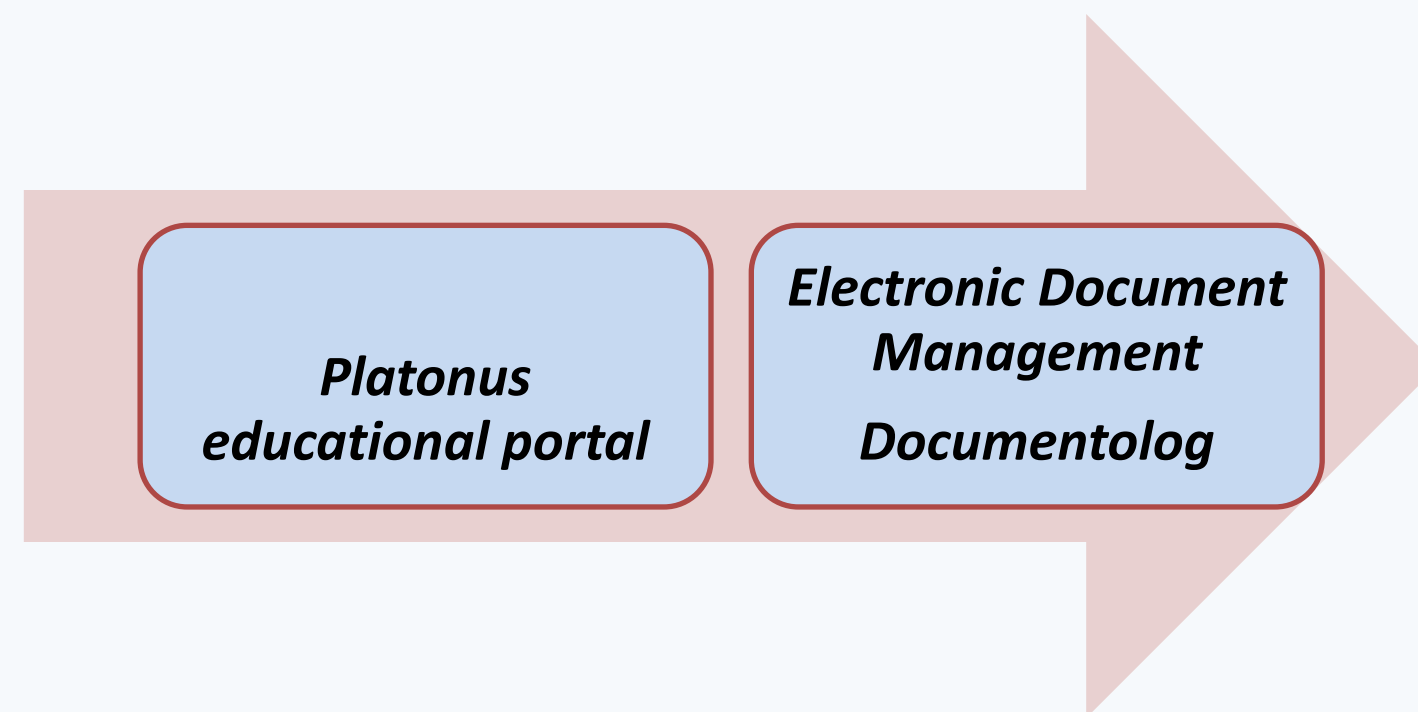 Platonus
educational portal
Electronic Document
Management
Documentolog